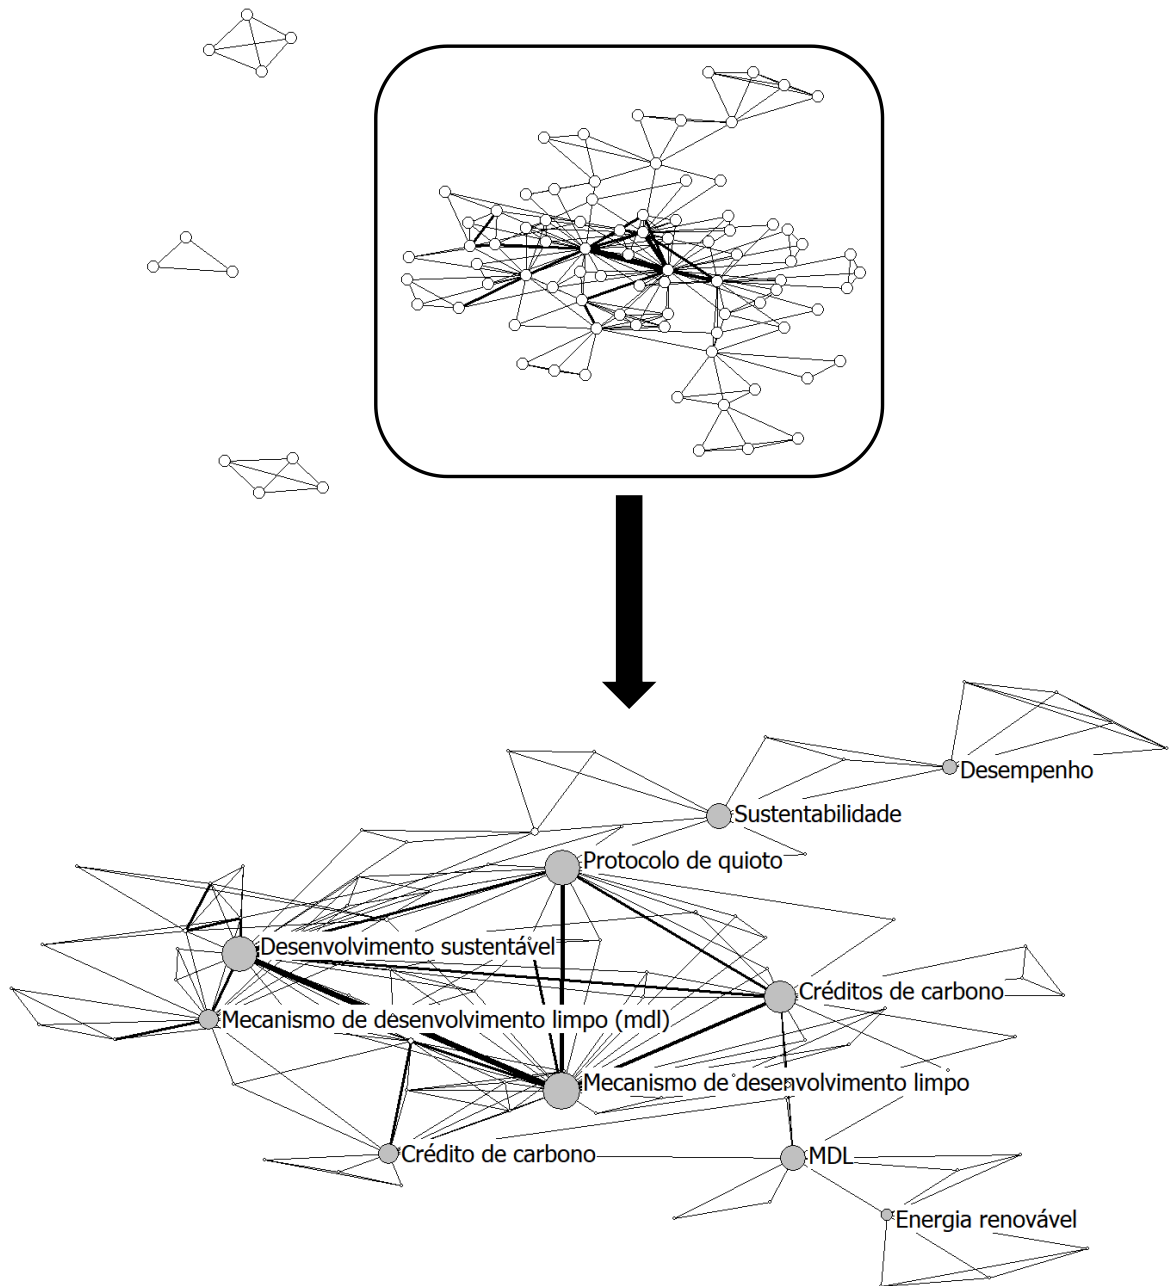 Desempenho
Sustentabilidade
Protocolo de quioto
Desenvolvimento sustentável
Créditos de carbono
Mecanismo de desenvolvimento limpo (mdl)
Mecanismo de desenvolvimento limpo
Crédito de carbono
MDL
Energia renovável